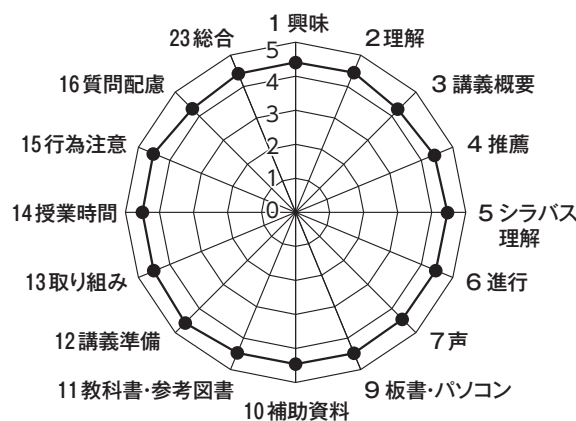 1 興味
2 理解
3 講義概要
4 推薦
5 シラバス
理解
6 進行
7 声
9 板書・パソコン
10 補助資料
11 教科書・参考図書
12 講義準備
13 取り組み
14 授業時間
15 行為注意
16 質問配慮
23 総合
5
4
3
2
1
0